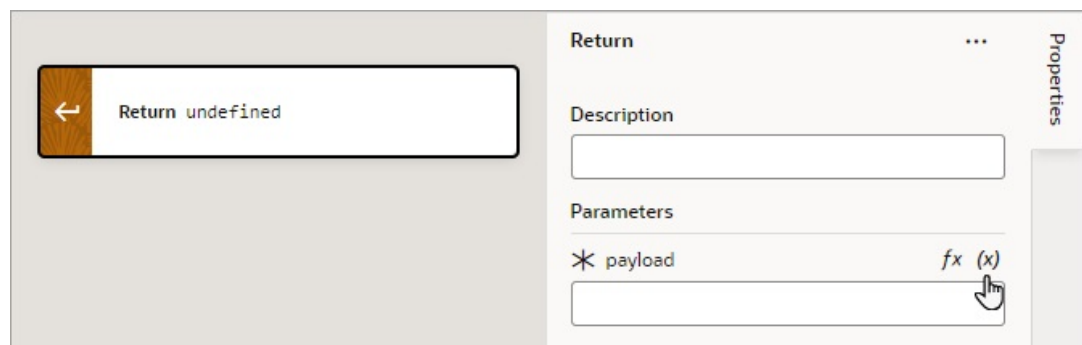 Return undefined
Return
...
Properties
Description
Parameters
payload
fx (x)